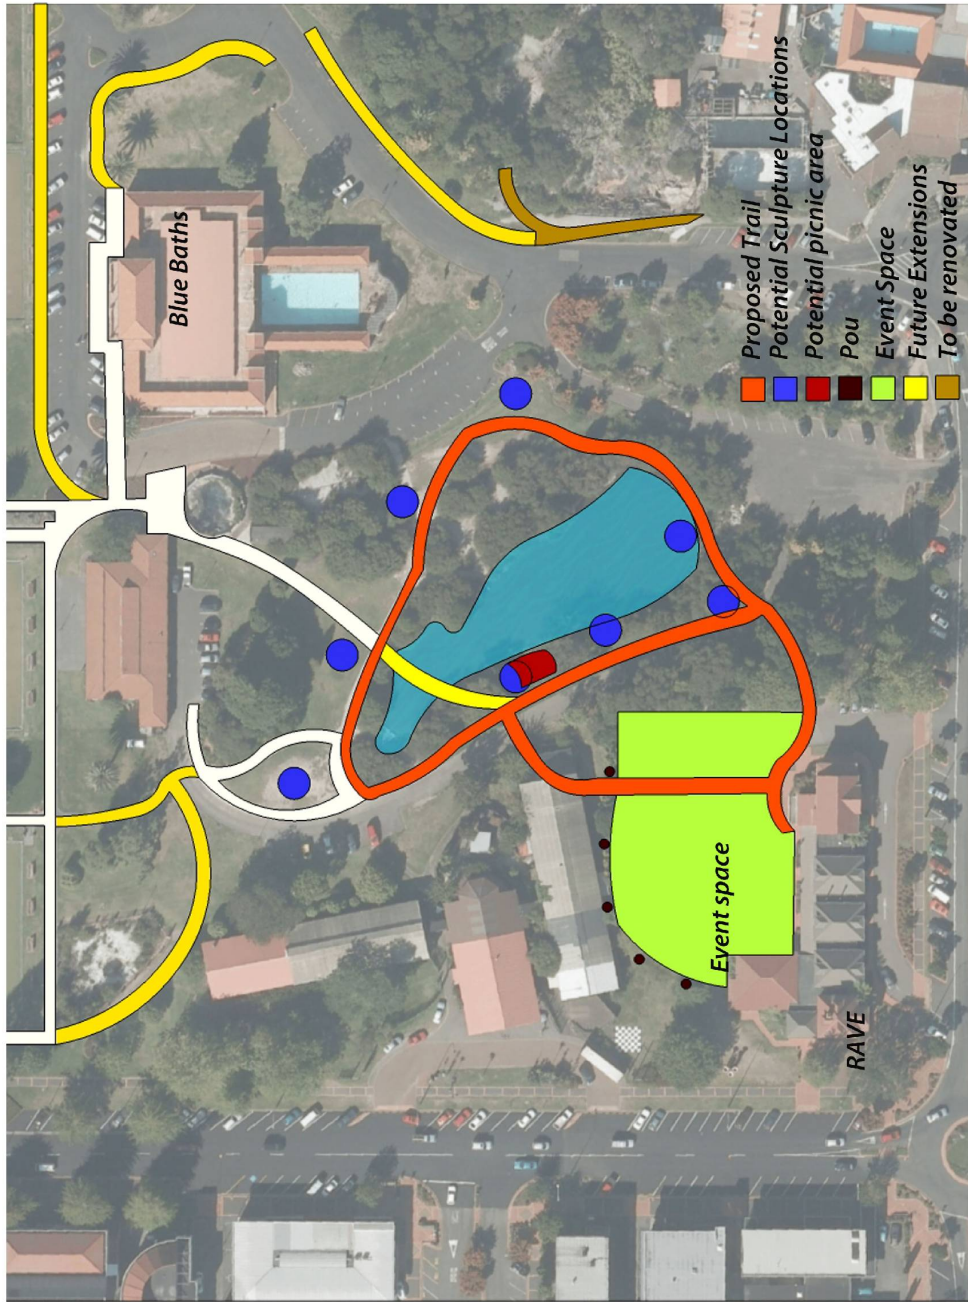 Blue Baths
Proposed Trail
Potential Sculpture Locations
Potential picnic area
Pou
Event Space
Future Extensions
To be renovated
Event space
RAVE